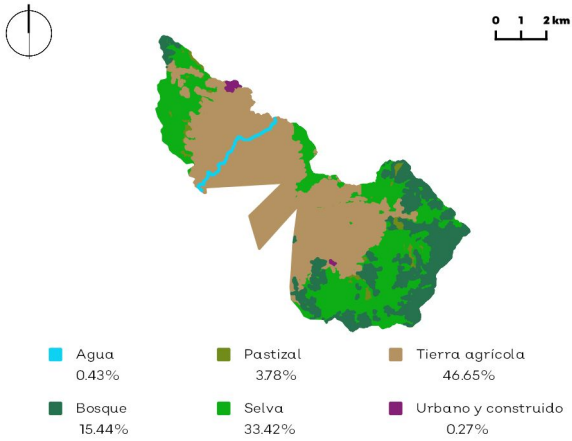 0 1 2 km
Agua
0.43%
Pastizal
3.78%
Tierra agrícola
46.65%
Bosque
15.44%
Selva
33.42%
Urbano y construido
0.27%